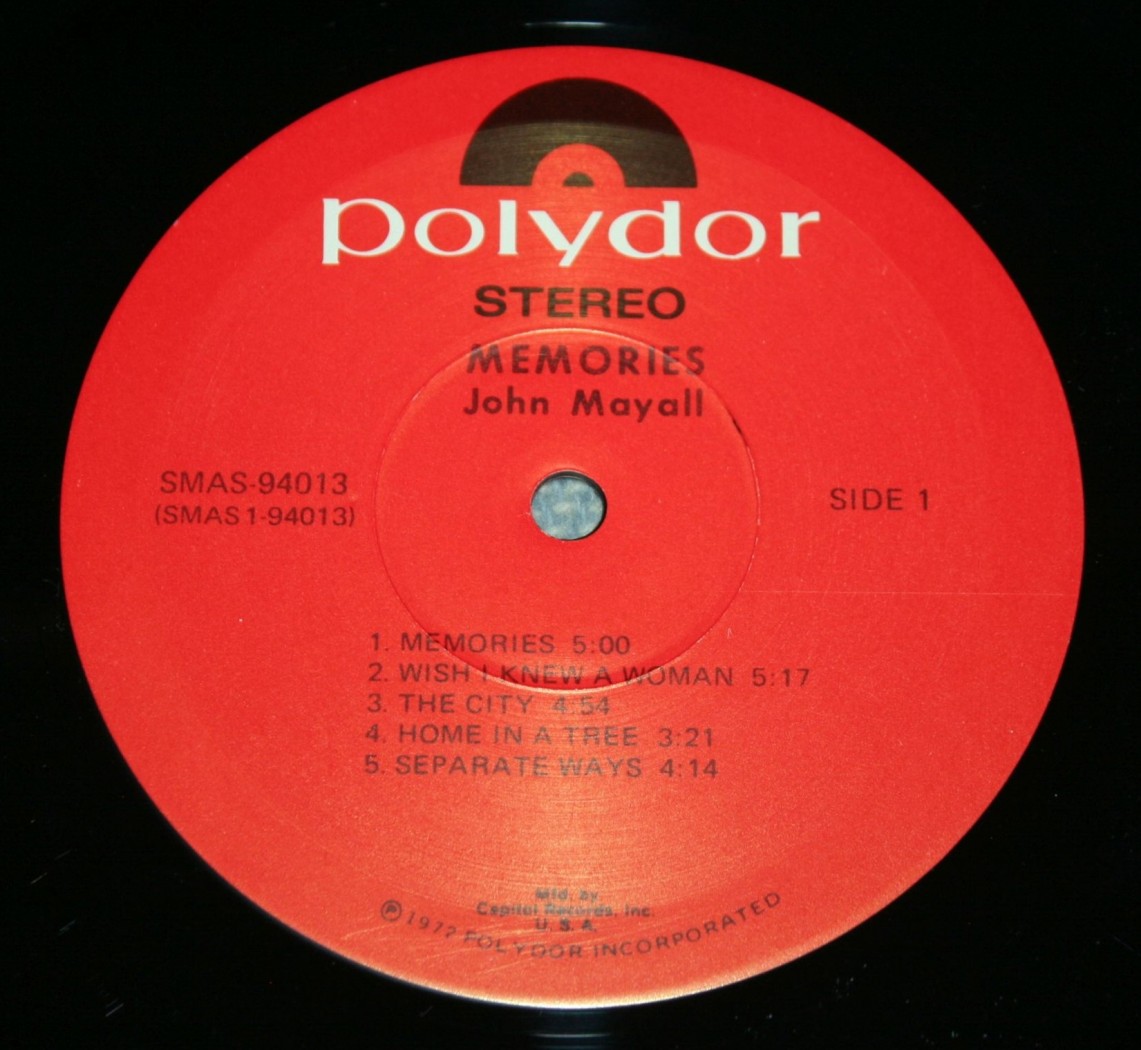 polydor
STEREO
MEMORIES
John Mayall
SMAS-94013
(SMAS 1-94013)
SIDE 1
1. MEMORIES 5:00
2. WISH I KNEW A WOMAN 5:17
3. THE CITY 4:54
4. HOME IN A TREE 3:21
5. SEPARATE WAYS 4:14
Mfd. by
Capitol Records, Inc.
U. S. A.
℗ 1977 POLYDOR INCORPORATED